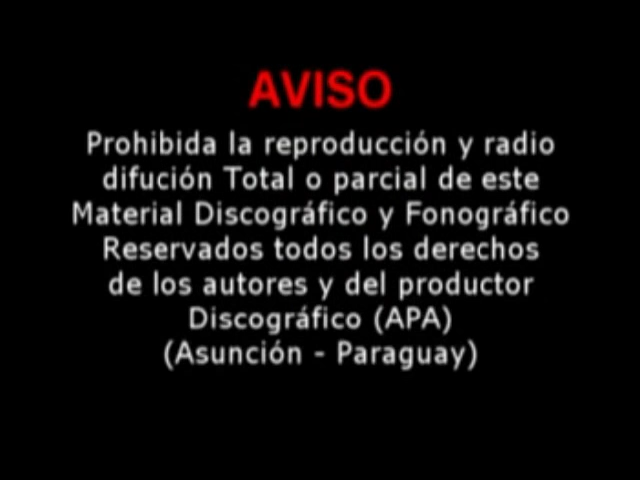 AVISO
Prohibida la reproducción y radio
difución Total o parcial de este
Material Discográfico y Fonográfico
Reservados todos los derechos
de los autores y del productor
Discográfico (APA)
(Asunción - Paraguay)